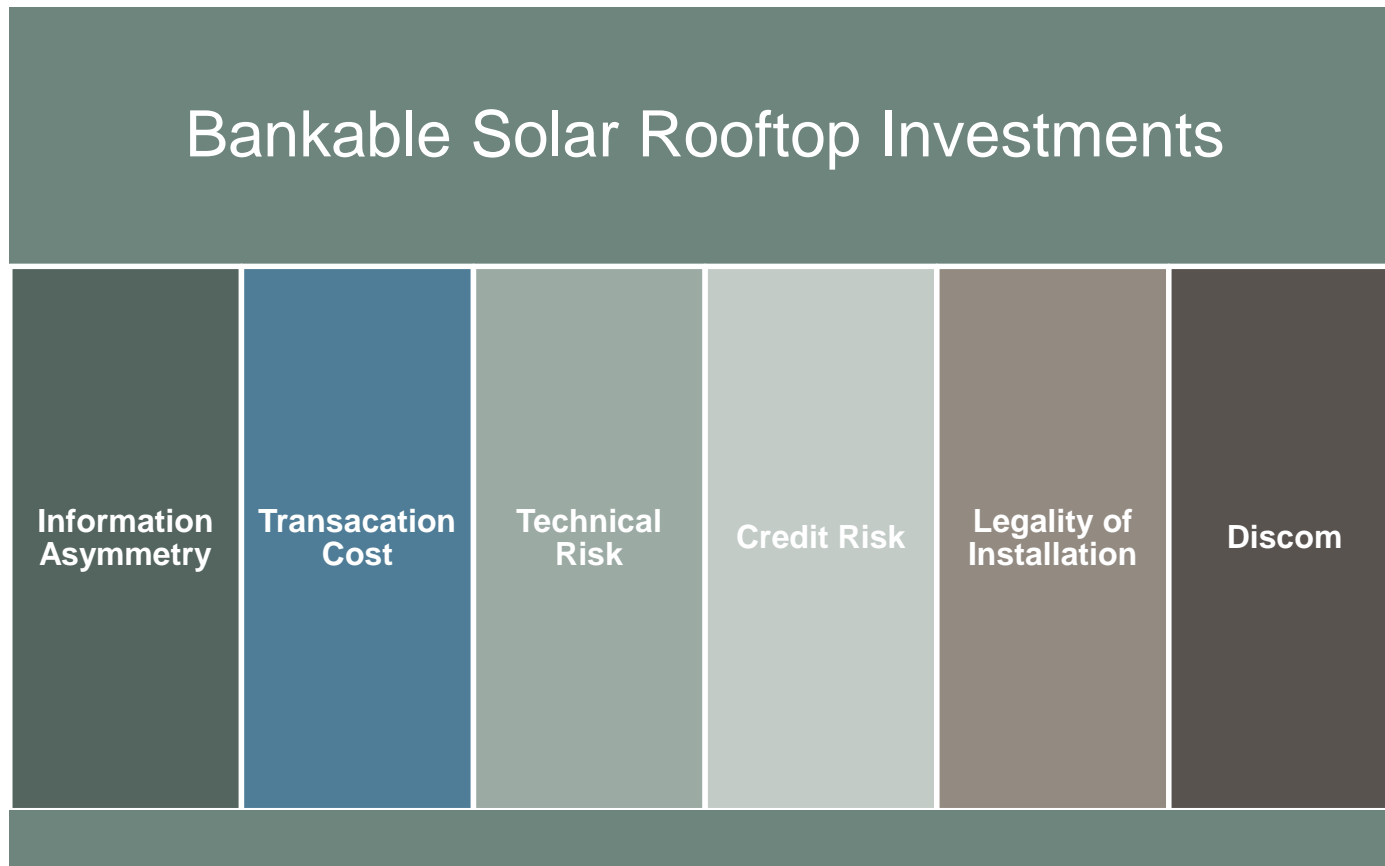 Bankable Solar Rooftop Investments
Information
Asymmetry
Transacation
Cost
Technical
Risk
Credit Risk
Legality of
Installation
Discom